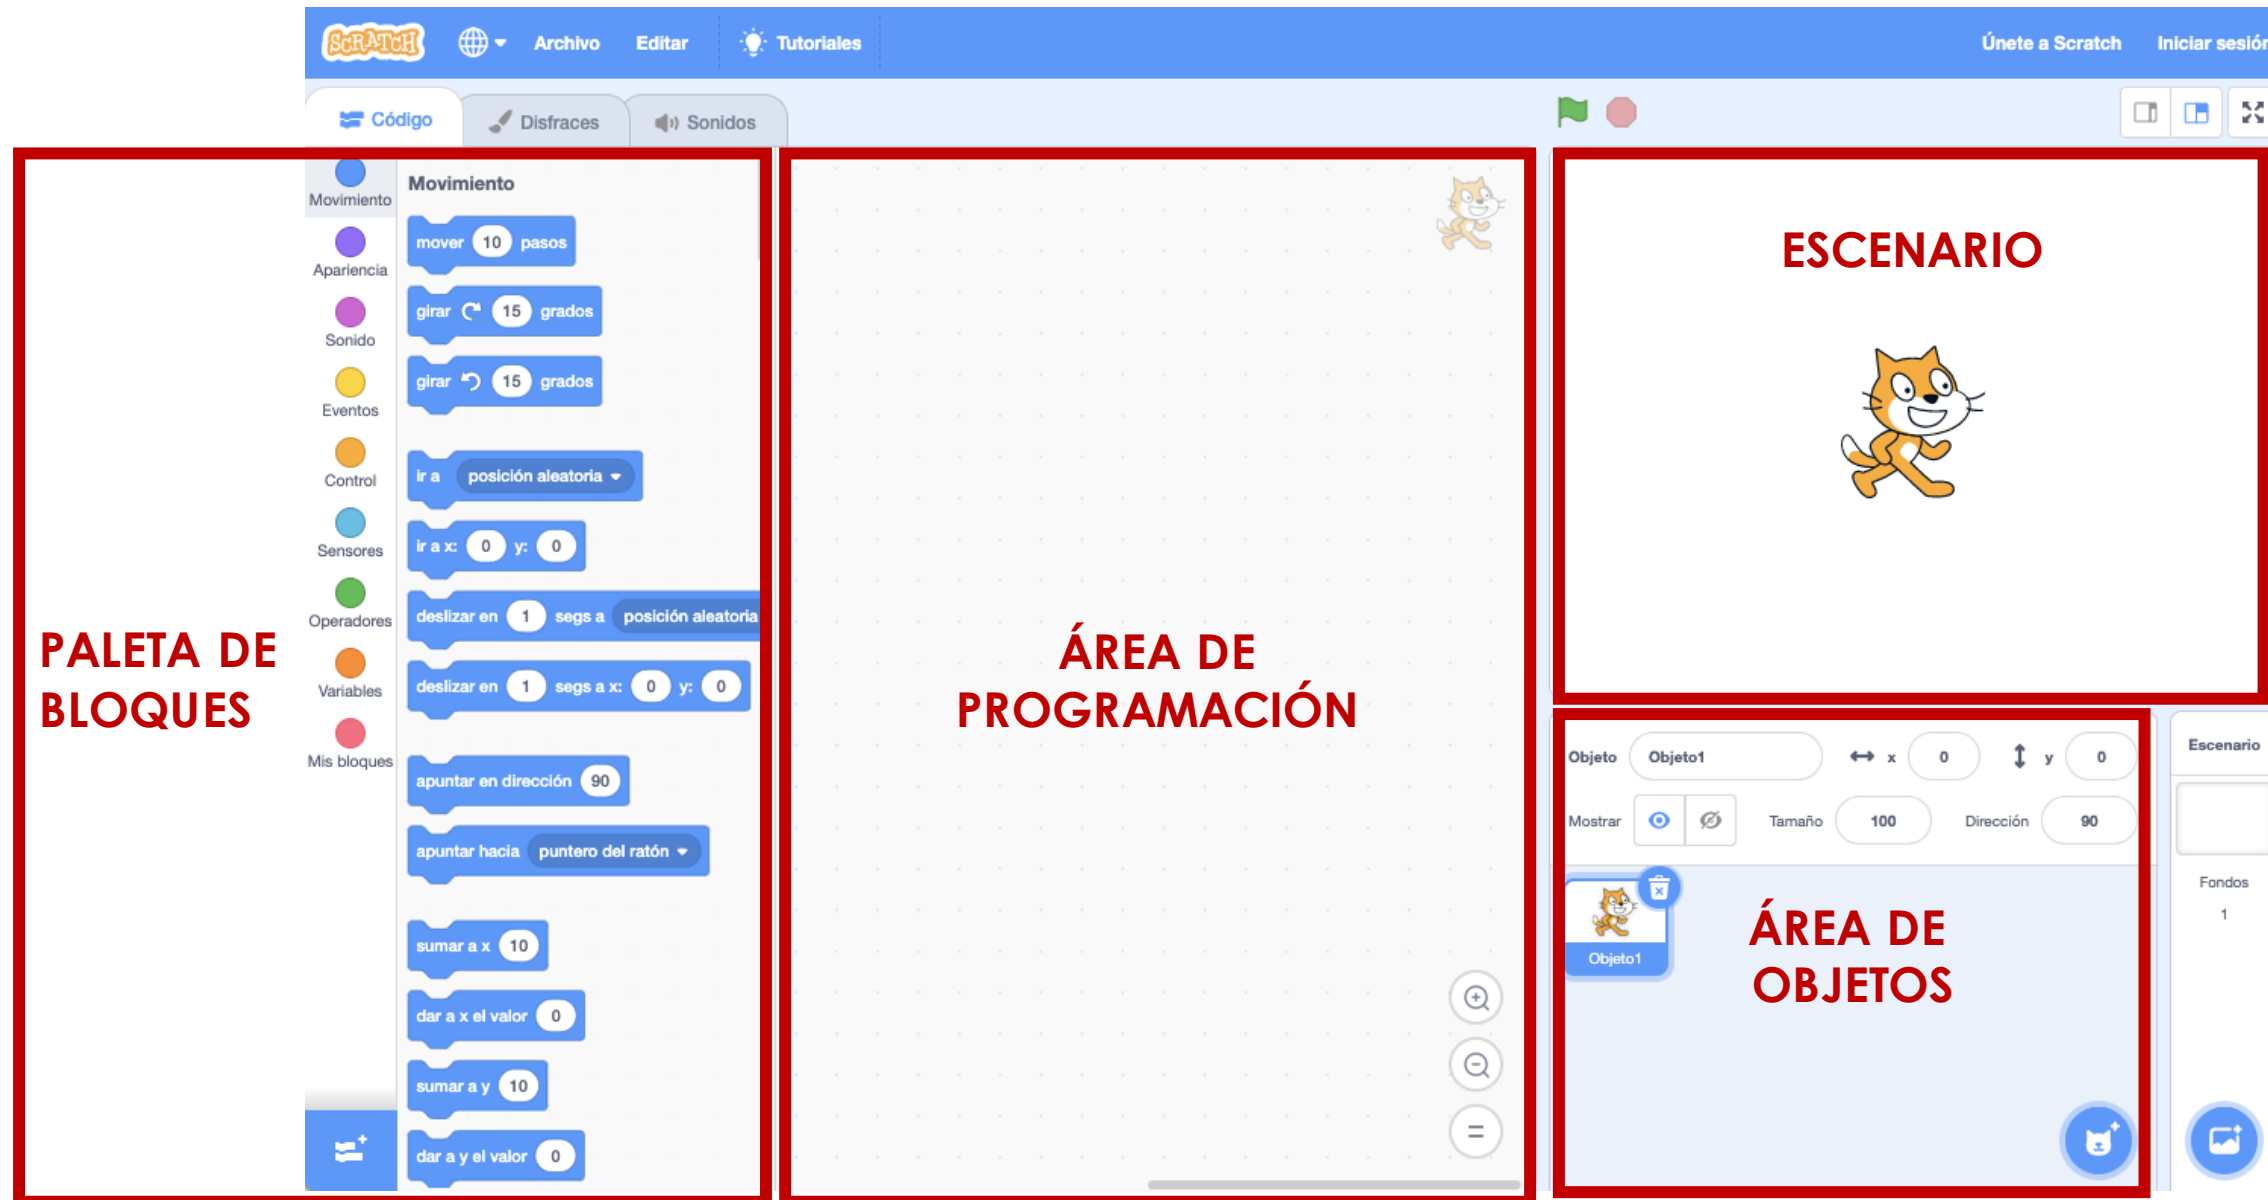 SCRATCH Archivo Editar Tutoriales Únete a Scratch Iniciar sesión
Código Disfraces Sonidos
PALETA DE
BLOQUES
Movimiento
Apariencia
Sonido
Eventos
Control
Sensores
Operadores
Variables
Mis bloques
Movimiento
mover 10 pasos
girar 15 grados
girar 15 grados
ir a posición aleatoria
ir a x: 0 y: 0
deslizar en 1 segs a posición aleatoria
deslizar en 1 segs a x: 0 y: 0
apuntar en dirección 90
apuntar hacia puntero del ratón
sumar a x 10
dar a x el valor 0
sumar a y 10
dar a y el valor 0
ÁREA DE
PROGRAMACIÓN
ESCENARIO
Objeto Objeto1 x 0 y 0
Mostrar Tamaño 100 Dirección 90
Objeto1
ÁREA DE
OBJETOS
Escenario
Fondos
1